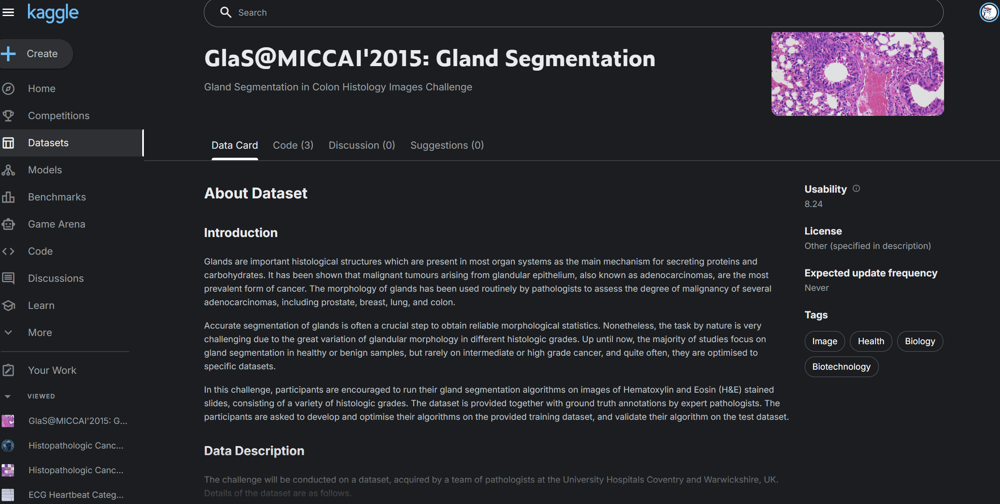 kaggle
Search
Create
Home
Competitions
Datasets
Models
Benchmarks
Game Arena
Code
Discussions
Learn
More
Your Work
VIEWED
GlaS@MICCAI'2015: G...
Histopathologic Canc...
Histopathologic Canc...
ECG Heartbeat Categ...
GlaS@MICCAI'2015: Gland Segmentation
Gland Segmentation in Colon Histology Images Challenge
Data Card Code (3) Discussion (0) Suggestions (0)
About Dataset
Introduction
Glands are important histological structures which are present in most organ systems as the main mechanism for secreting proteins and
carbohydrates. It has been shown that malignant tumours arising from glandular epithelium, also known as adenocarcinomas, are the most
prevalent form of cancer. The morphology of glands has been used routinely by pathologists to assess the degree of malignancy of several
adenocarcinomas, including prostate, breast, lung, and colon.
Accurate segmentation of glands is often a crucial step to obtain reliable morphological statistics. Nonetheless, the task by nature is very
challenging due to the great variation of glandular morphology in different histologic grades. Up until now, the majority of studies focus on
gland segmentation in healthy or benign samples, but rarely on intermediate or high grade cancer, and quite often, they are optimised to
specific datasets.
In this challenge, participants are encouraged to run their gland segmentation algorithms on images of Hematoxylin and Eosin (H&E) stained
slides, consisting of a variety of histologic grades. The dataset is provided together with ground truth annotations by expert pathologists. The
participants are asked to develop and optimise their algorithms on the provided training dataset, and validate their algorithm on the test dataset.
Data Description
The challenge will be conducted on a dataset, acquired by a team of pathologists at the University Hospitals Coventry and Warwickshire, UK.
Details of the dataset are as follows.
Usability
8.24
License
Other (specified in description)
Expected update frequency
Never
Tags
Image Health Biology
Biotechnology